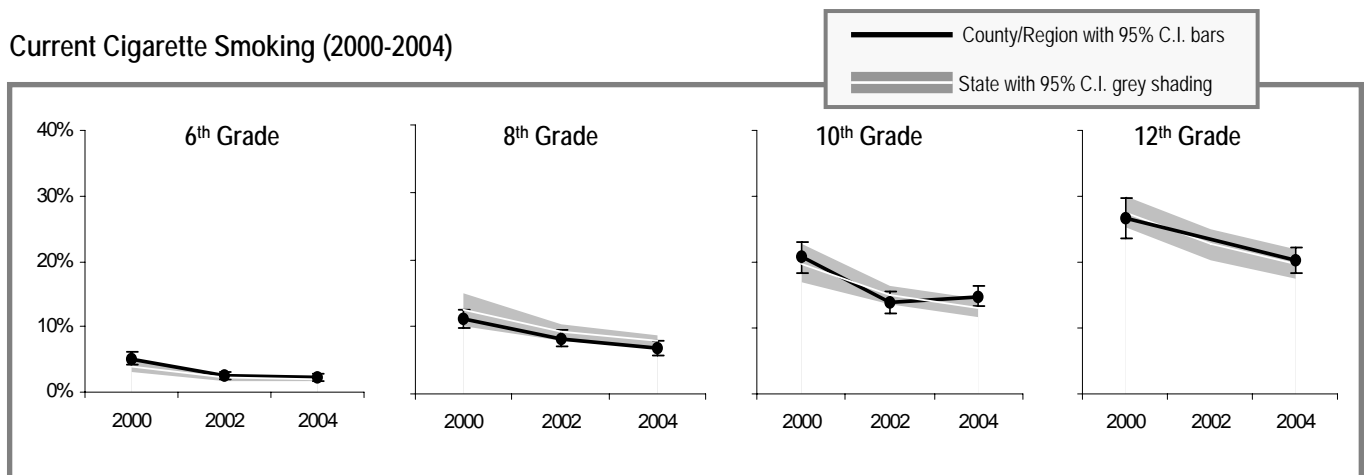 Current Cigarette Smoking (2000-2004)
County/Region with 95% C.I. bars
State with 95% C.I. grey shading
6th Grade
8th Grade
10th Grade
12th Grade
40%
30%
20%
10%
0%
2000 2002 2004
2000 2002 2004
2000 2002 2004
2000 2002 2004